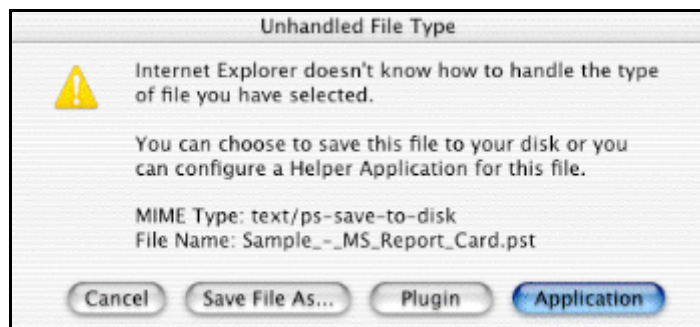 Unhandled File Type
Internet Explorer doesn't know how to handle the type
of file you have selected.
You can choose to save this file to your disk or you
can configure a Helper Application for this file.
MIME Type: text/ps-save-to-disk
File Name: Sample_-_MS_Report_Card.pst
Cancel
Save File As...
Plugin
Application